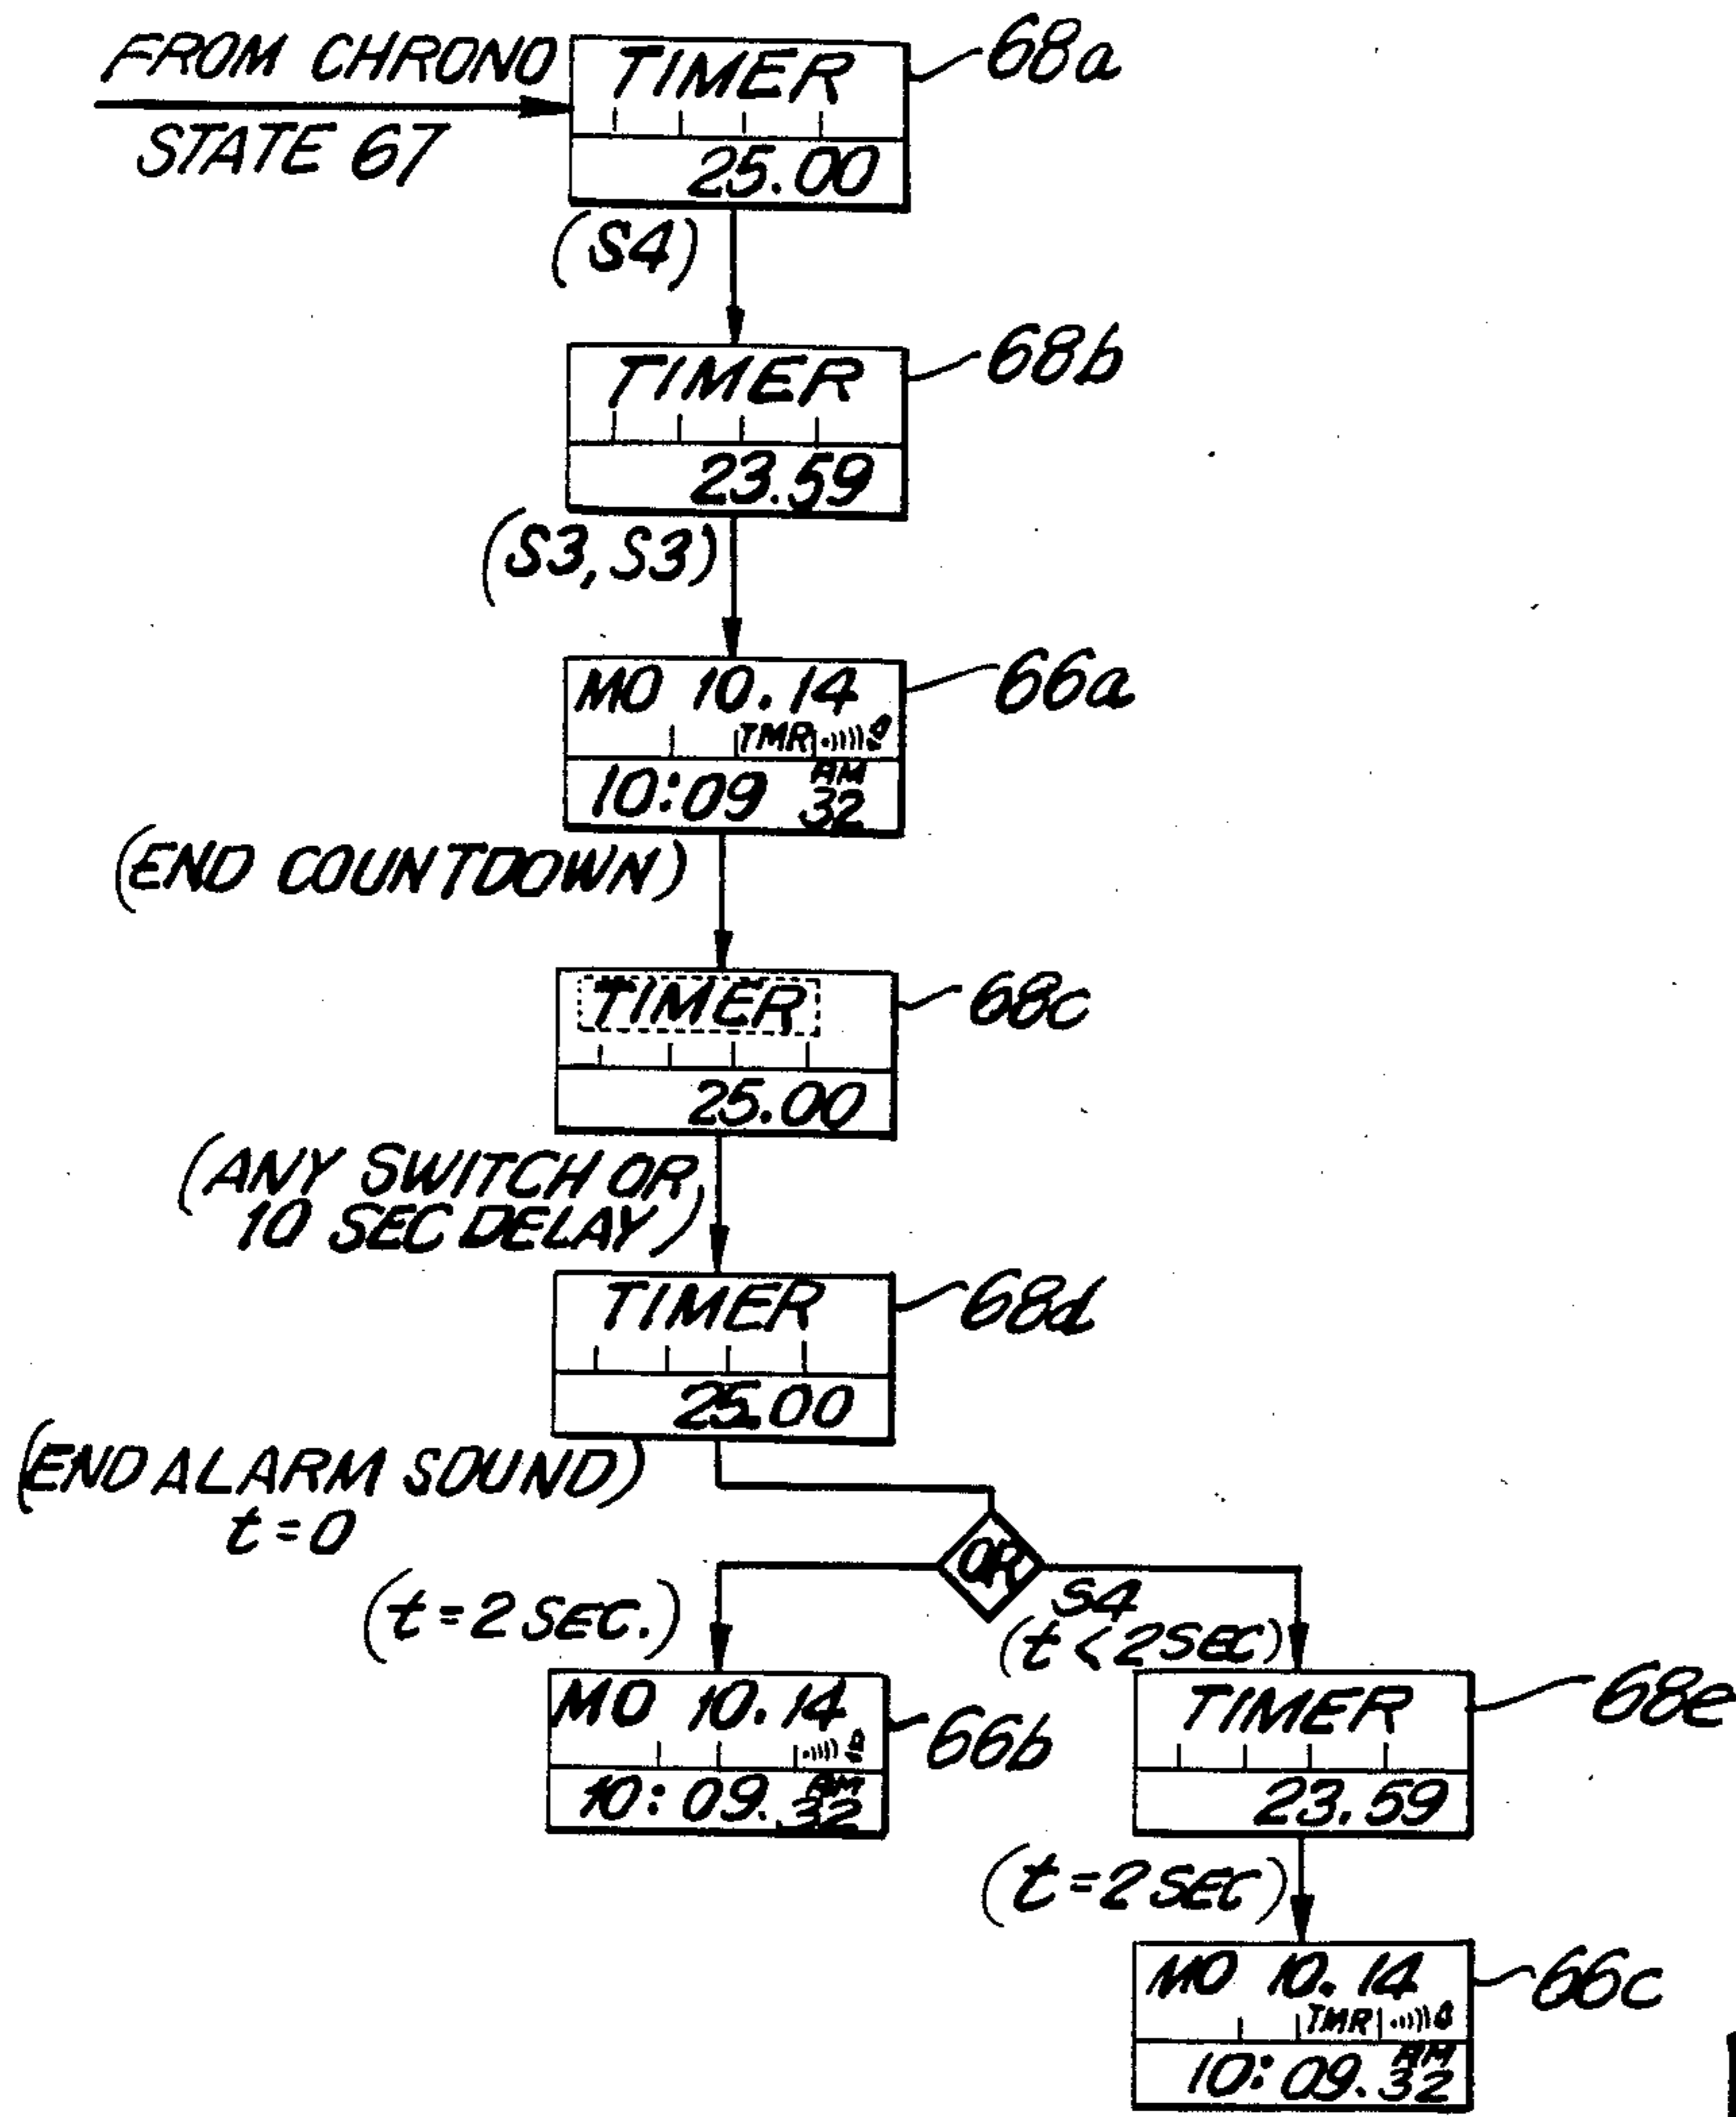 FROM CHRONO
STATE 67
TIMER
68a
25.00
(S4)
TIMER
68b
23.59
(S3, S3)
MO 10.14
66a
TMR
AM
10:09 32
(END COUNTDOWN)
TIMER
68c
25.00
(ANY SWITCH OR
10 SEC DELAY)
TIMER
68d
25.00
(END ALARM SOUND)
t=0
OR
(t=2 SEC.)
S4
(t<2SEC)
MO 10.14
66b
AM
10:09. 32
TIMER
68e
23.59
(t=2 SEC)
MO 10.14
66c
TMR
AM
10:09. 32